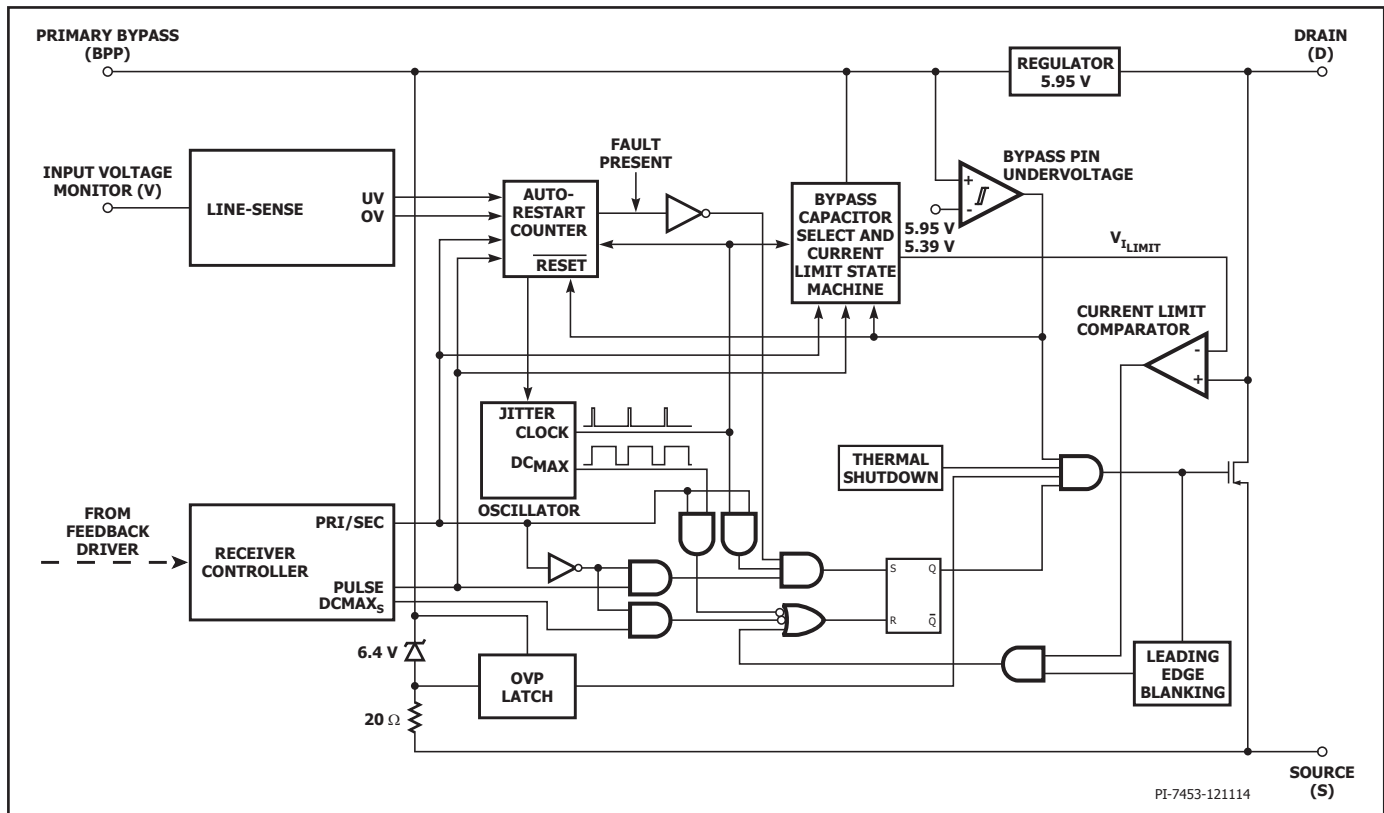 PRIMARY BYPASS
(BPP)
DRAIN
(D)
REGULATOR
5.95 V
INPUT VOLTAGE
MONITOR (V)
LINE-SENSE
UV
OV
AUTO-
RESTART
COUNTER
RESET
FAULT
PRESENT
BYPASS
CAPACITOR
SELECT AND
CURRENT
LIMIT STATE
MACHINE
BYPASS PIN
UNDERVOLTAGE
+
-
5.95 V
5.39 V
VILIMIT
CURRENT LIMIT
COMPARATOR
-
+
JITTER
CLOCK
DCMAX
OSCILLATOR
THERMAL
SHUTDOWN
FROM
FEEDBACK
DRIVER
RECEIVER
CONTROLLER
PRI/SEC
PULSE
DCMAXS
S Q
R Q̅
6.4 V
OVP
LATCH
20 Ω
LEADING
EDGE
BLANKING
SOURCE
(S)
PI-7453-121114